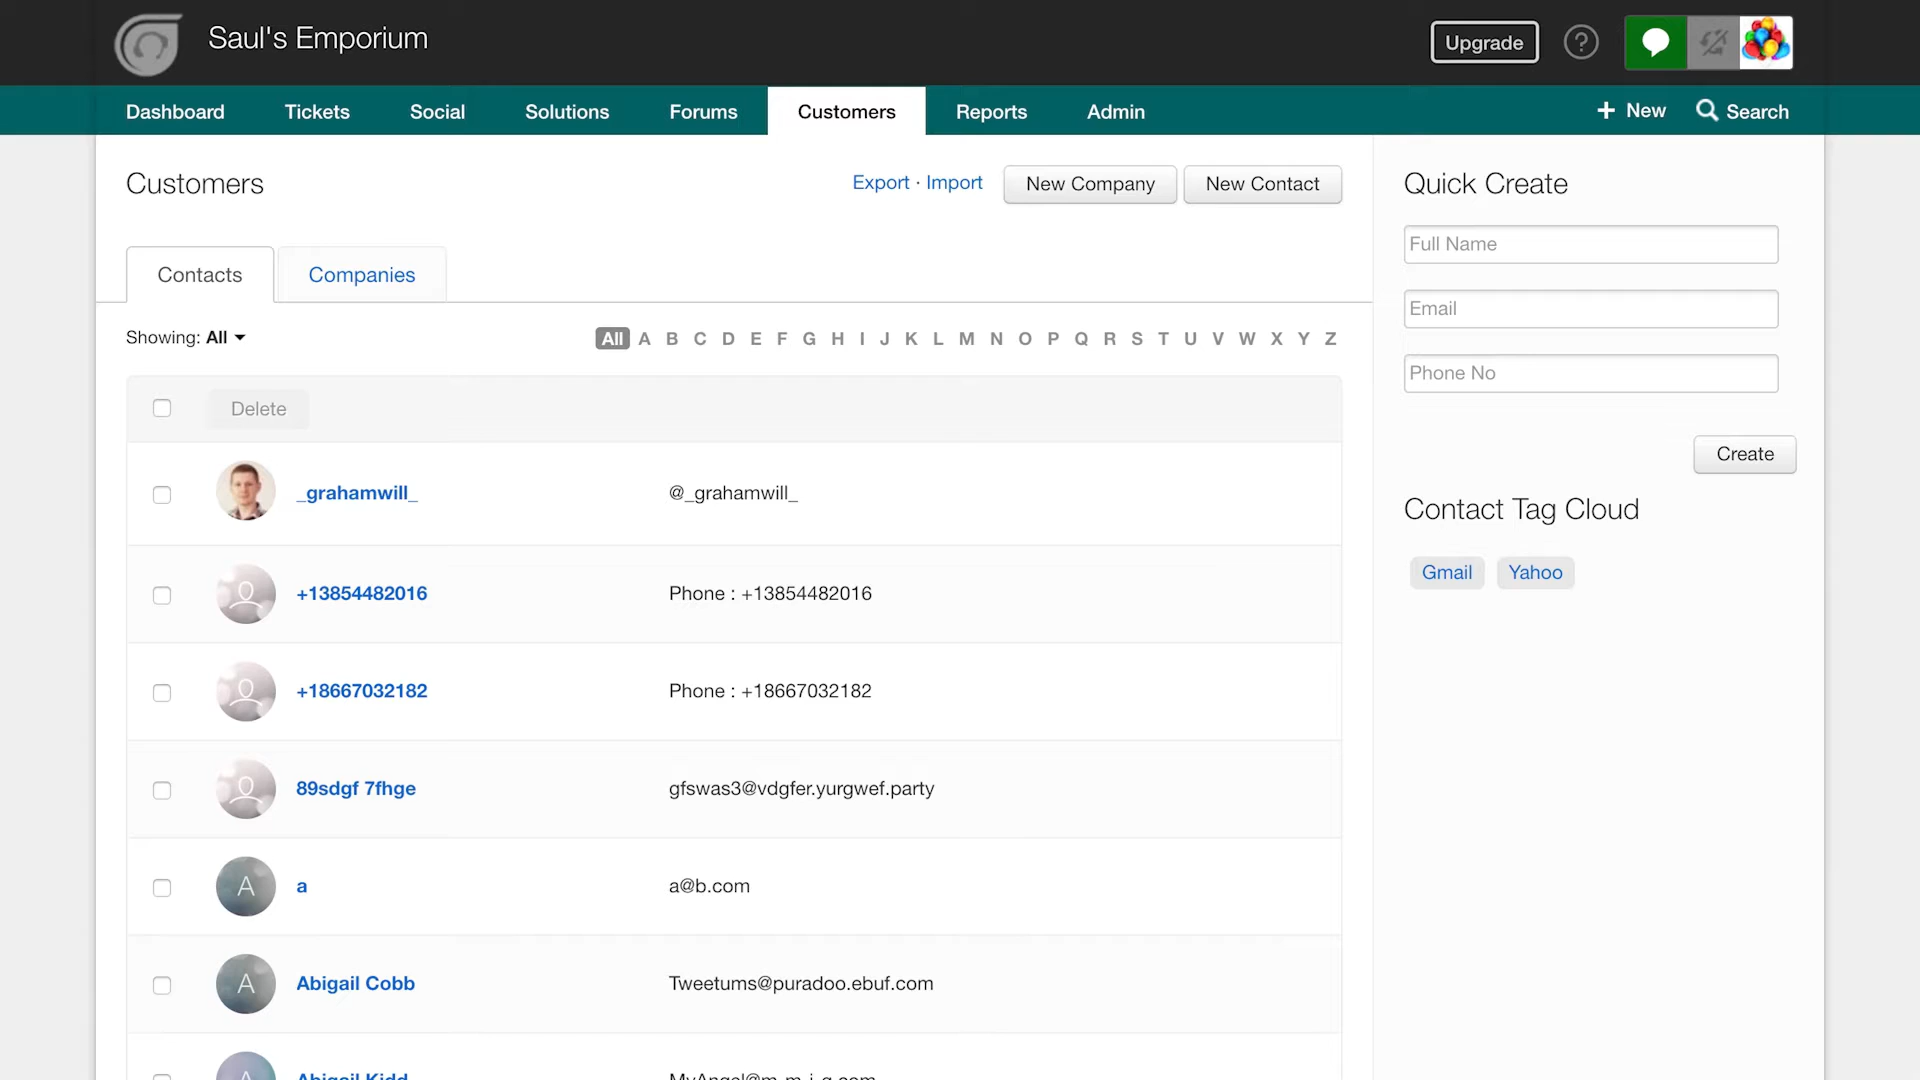 Saul's Emporium
Upgrade
?
Dashboard Tickets Social Solutions Forums Customers Reports Admin + New Search
Customers
Export · Import New Company New Contact
Contacts Companies
Showing: All
All A B C D E F G H I J K L M N O P Q R S T U V W X Y Z
Delete
_grahamwill_ @_grahamwill_
+13854482016 Phone : +13854482016
+18667032182 Phone : +18667032182
89sdgf 7fhge gfswas3@vdgfer.yurgwef.party
A a a@b.com
A Abigail Cobb Tweetums@puradoo.ebuf.com
A Abigail Kidd
Quick Create
Full Name
Email
Phone No
Create
Contact Tag Cloud
Gmail Yahoo